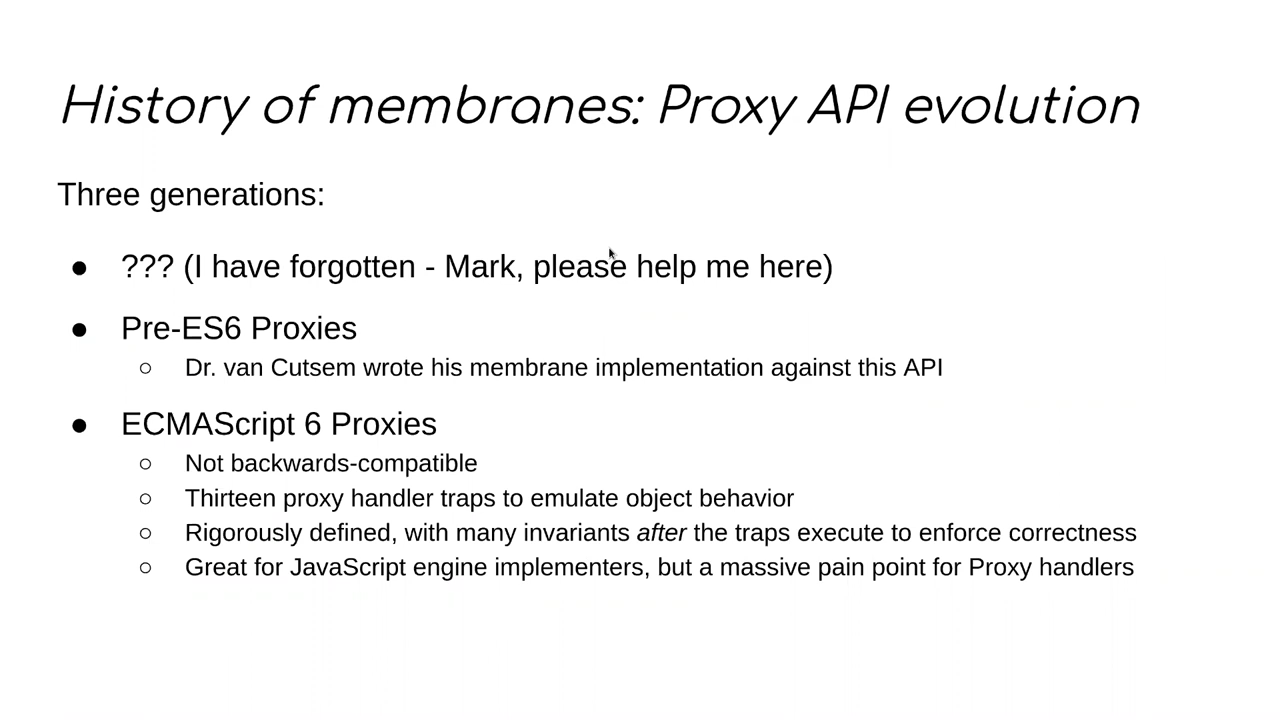 History of membranes: Proxy API evolution
Three generations:
● ??? (I have forgotten - Mark, please help me here)
● Pre-ES6 Proxies
○ Dr. van Cutsem wrote his membrane implementation against this API
● ECMAScript 6 Proxies
○ Not backwards-compatible
○ Thirteen proxy handler traps to emulate object behavior
○ Rigorously defined, with many invariants after the traps execute to enforce correctness
○ Great for JavaScript engine implementers, but a massive pain point for Proxy handlers